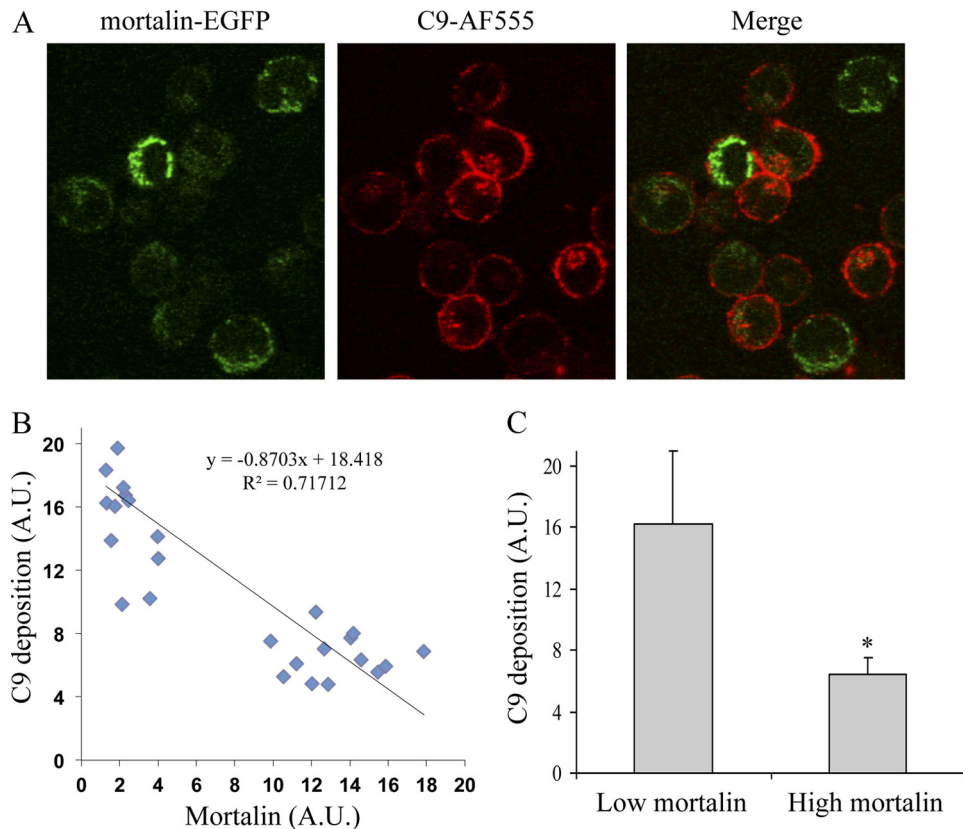 A
mortalin-EGFP
C9-AF555
Merge
B
C9 deposition (A.U.)
20
16
12
8
4
0
y = -0.8703x + 18.418
R² = 0.71712
0 2 4 6 8 10 12 14 16 18 20
Mortalin (A.U.)
C
C9 deposition (A.U.)
20
16
12
8
4
0
*
Low mortalin
High mortalin